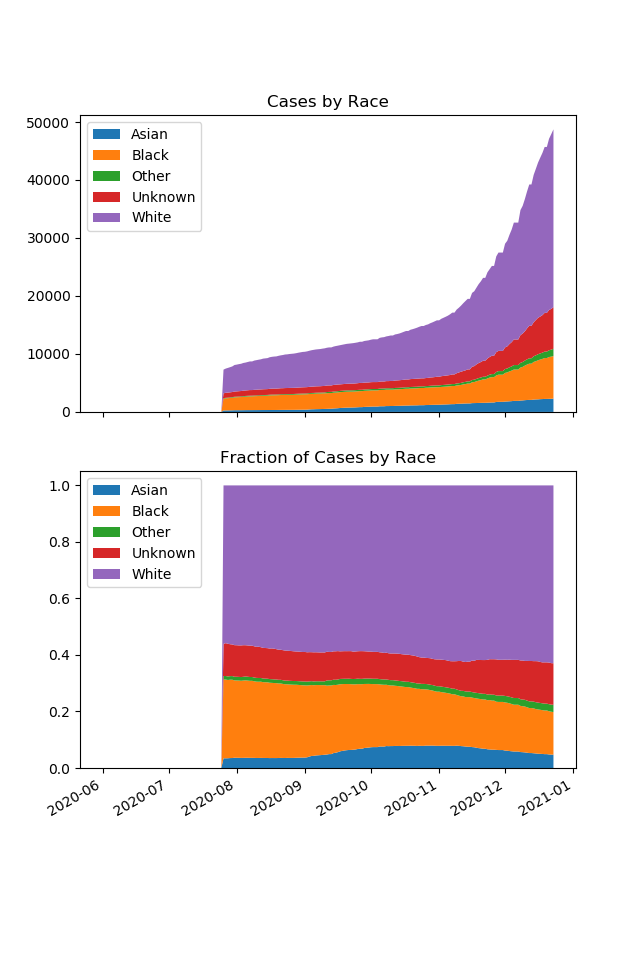 Cases by Race
50000
40000
30000
20000
10000
0
Asian
Black
Other
Unknown
White
Fraction of Cases by Race
1.0
0.8
0.6
0.4
0.2
0.0
Asian
Black
Other
Unknown
White
2020-06
2020-07
2020-08
2020-09
2020-10
2020-11
2020-12
2021-01